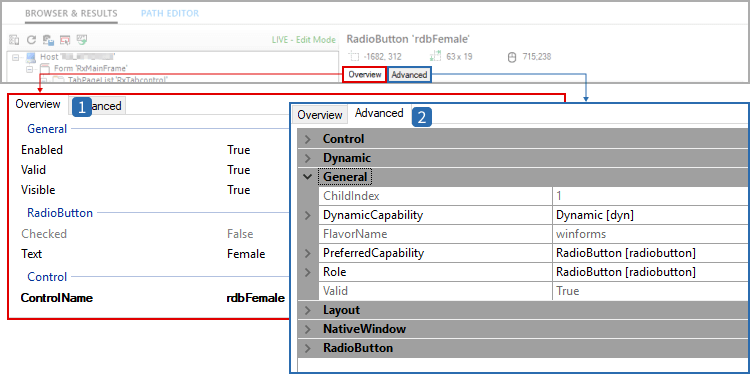 BROWSER & RESULTS PATH EDITOR
LIVE - Edit Mode
Host '
Form 'RxMainFrame'
TabPageList 'RxTabcontrol'
RadioButton 'rdbFemale'
-1682, 312 63 x 19 715;238
Overview Advanced
Overview 1
General
Enabled True
Valid True
Visible True
RadioButton
Checked False
Text Female
Control
ControlName rdbFemale
Overview Advanced 2
Control
Dynamic
General
ChildIndex 1
DynamicCapability Dynamic [dyn]
FlavorName winforms
PreferredCapability RadioButton [radiobutton]
Role RadioButton [radiobutton]
Valid True
Layout
NativeWindow
RadioButton